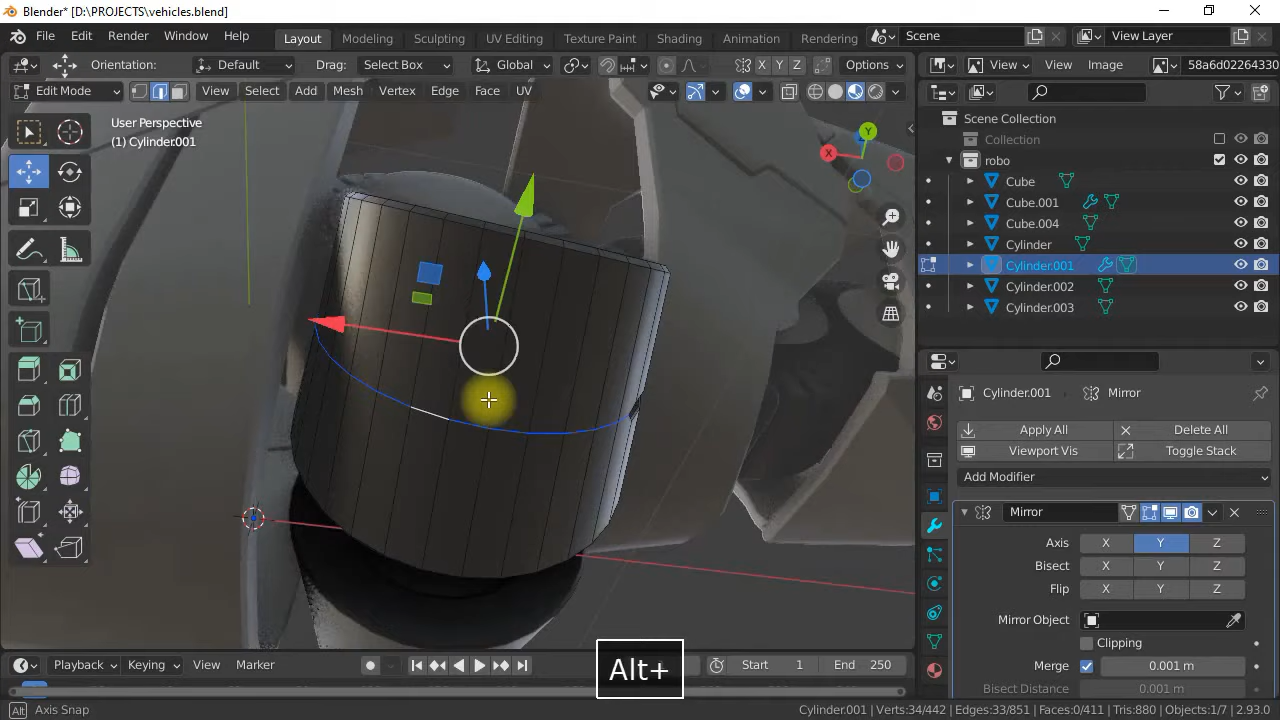 Blender* [D:\PROJECTS\vehicles.blend]
File Edit Render Window Help Layout Modeling Sculpting UV Editing Texture Paint Shading Animation Rendering Scene View Layer
Orientation: Default Drag: Select Box Global X Y Z Options View View Image 58a6d02264330
Edit Mode View Select Add Mesh Vertex Edge Face UV
User Perspective
(1) Cylinder.001
Y
X
Scene Collection
Collection
robo
Cube
Cube.001
Cube.004
Cylinder
Cylinder.001
Cylinder.002
Cylinder.003
Cylinder.001 Mirror
Apply All Delete All
Viewport Vis Toggle Stack
Add Modifier
Mirror
Axis X Y Z
Bisect X Y Z
Flip X Y Z
Mirror Object
Clipping
Merge 0.001 m
Bisect Distance 0.001 m
Alt+
Playback Keying View Marker Start 1 End 250
Alt Axis Snap Cylinder.001 | Verts:34/442 | Edges:33/851 | Faces:0/411 | Tris:880 | Objects:1/7 | 2.93.0